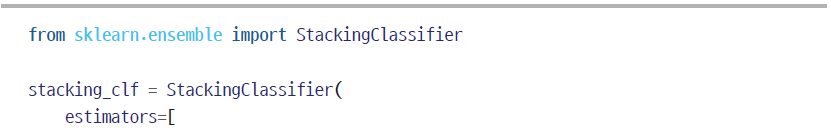 from sklearn.ensemble import StackingClassifier
stacking_clf = StackingClassifier(
    estimators=[